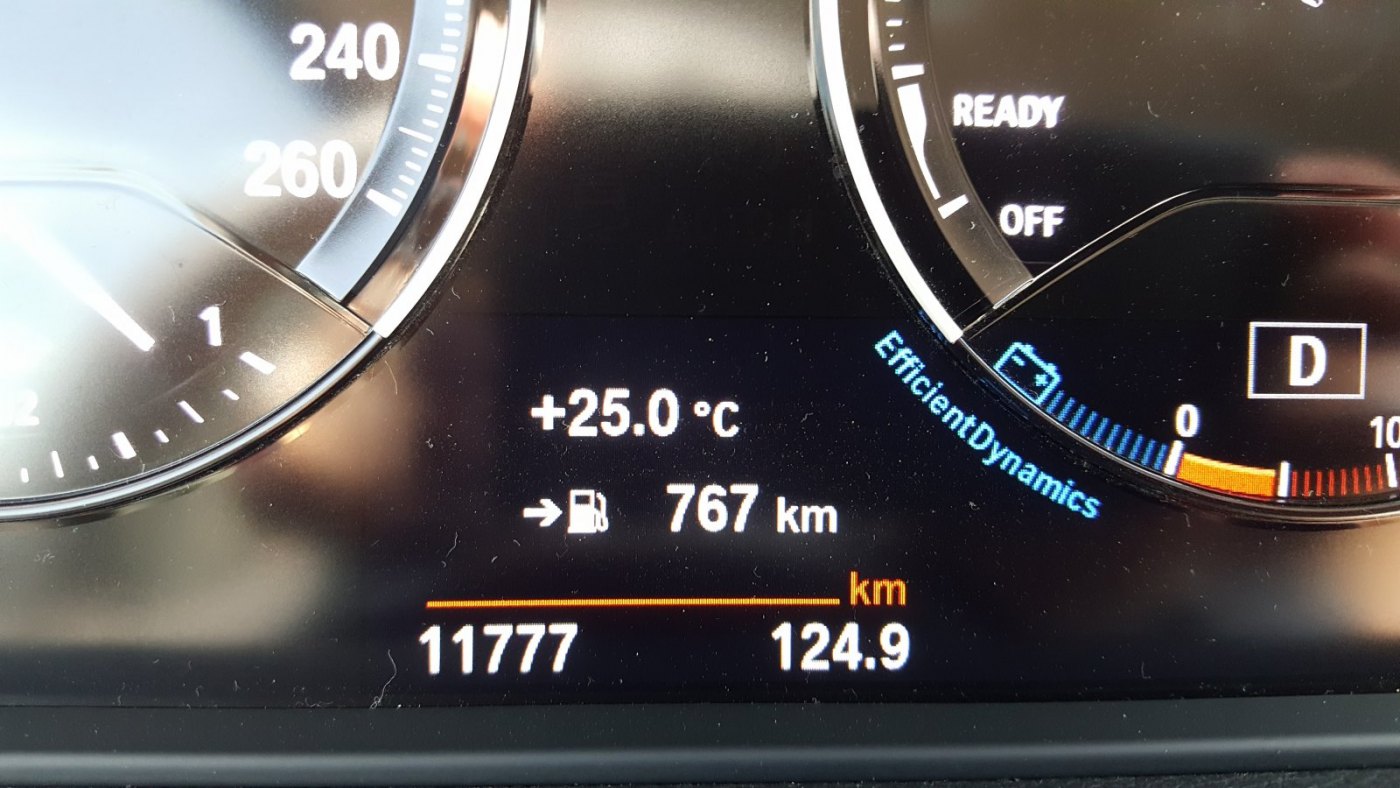 240
260
READY
OFF
1
D
EfficientDynamics
0
+25.0 °C
767 km
km
11777 124.9